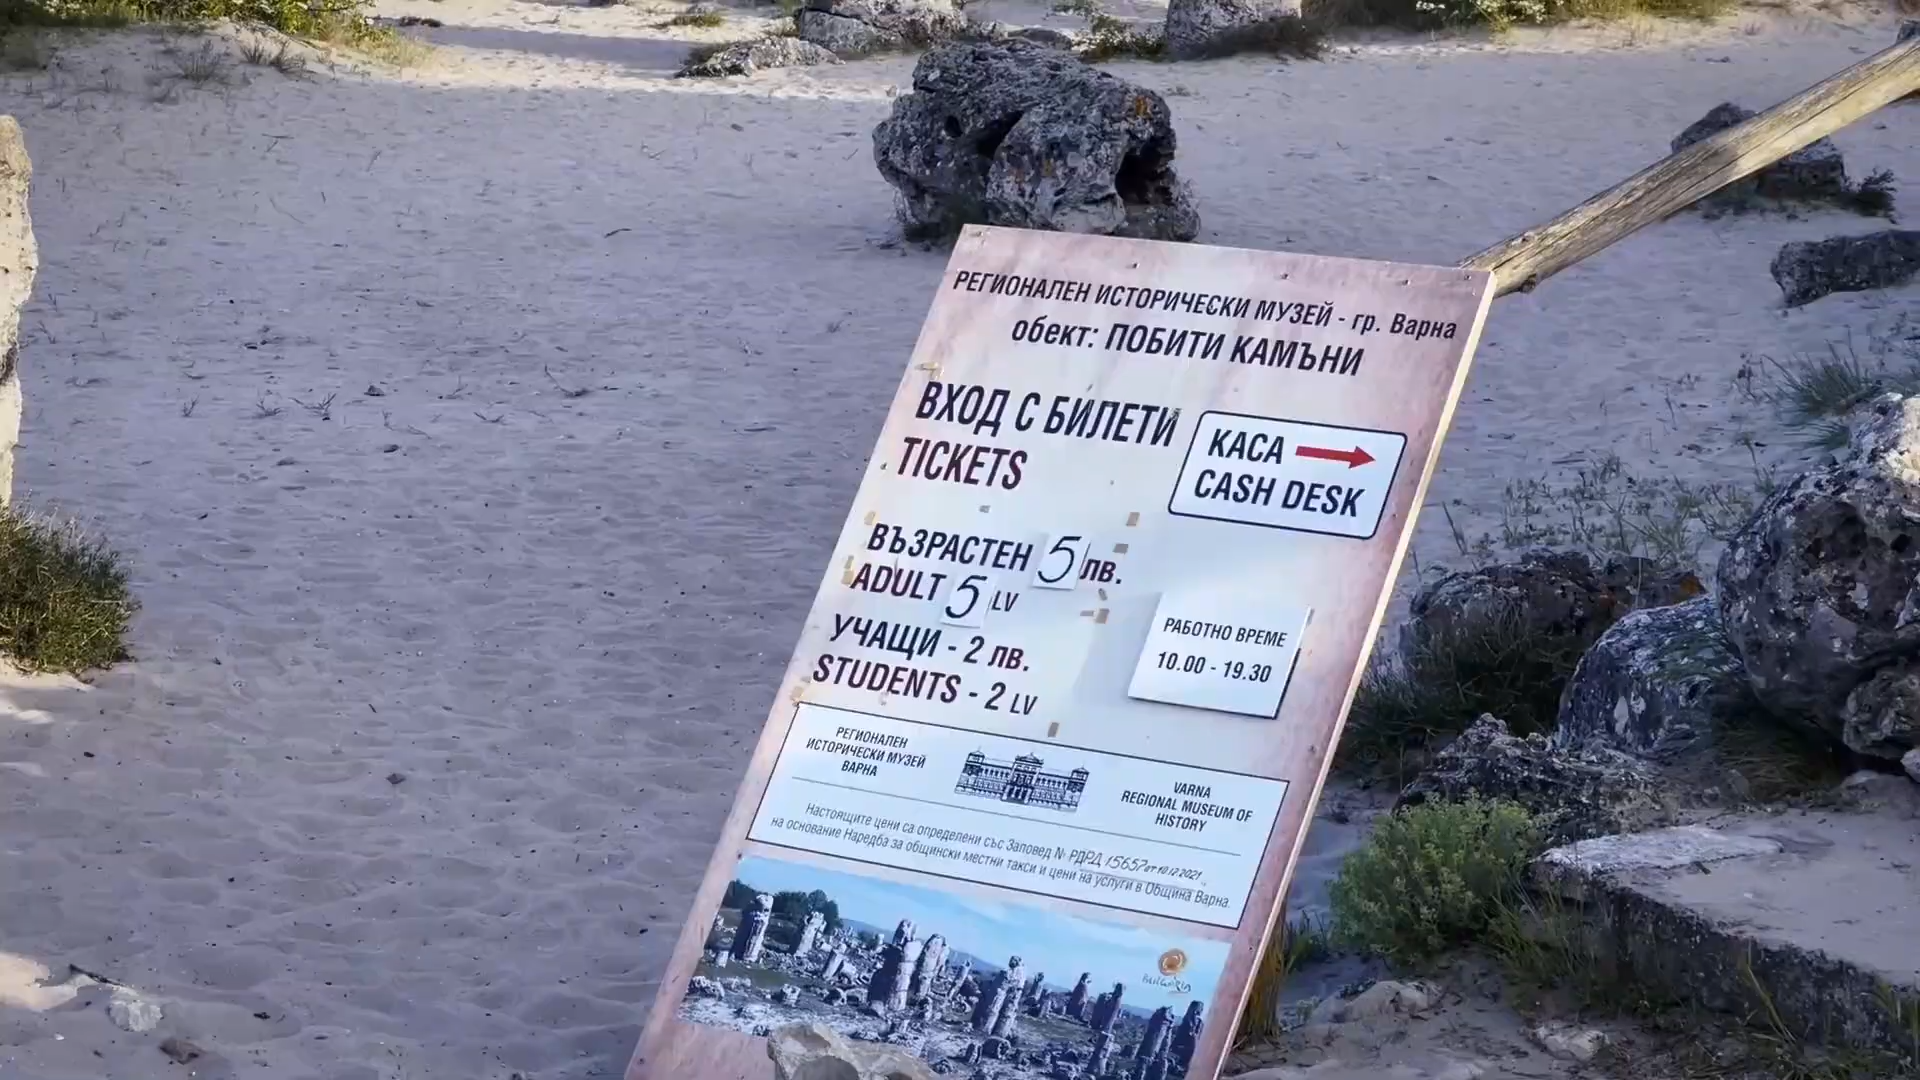 РЕГИОНАЛЕН ИСТОРИЧЕСКИ МУЗЕЙ - гр. Варна
обект: ПОБИТИ КАМЪНИ
ВХОД С БИЛЕТИ
TICKETS
КАСА
CASH DESK
ВЪЗРАСТЕН 5 лв.
ADULT 5 LV
УЧАЩИ - 2 лв.
STUDENTS - 2 LV
РАБОТНО ВРЕМЕ
10.00 - 19.30
РЕГИОНАЛЕН
ИСТОРИЧЕСКИ МУЗЕЙ
ВАРНА
VARNA
REGIONAL MUSEUM OF
HISTORY
Настоящите цени са определени със Заповед № РДРД 15657 от 10.12.2021
на основание Наредба за общински местни такси и цени на услуги в Община Варна.
Bulgaria